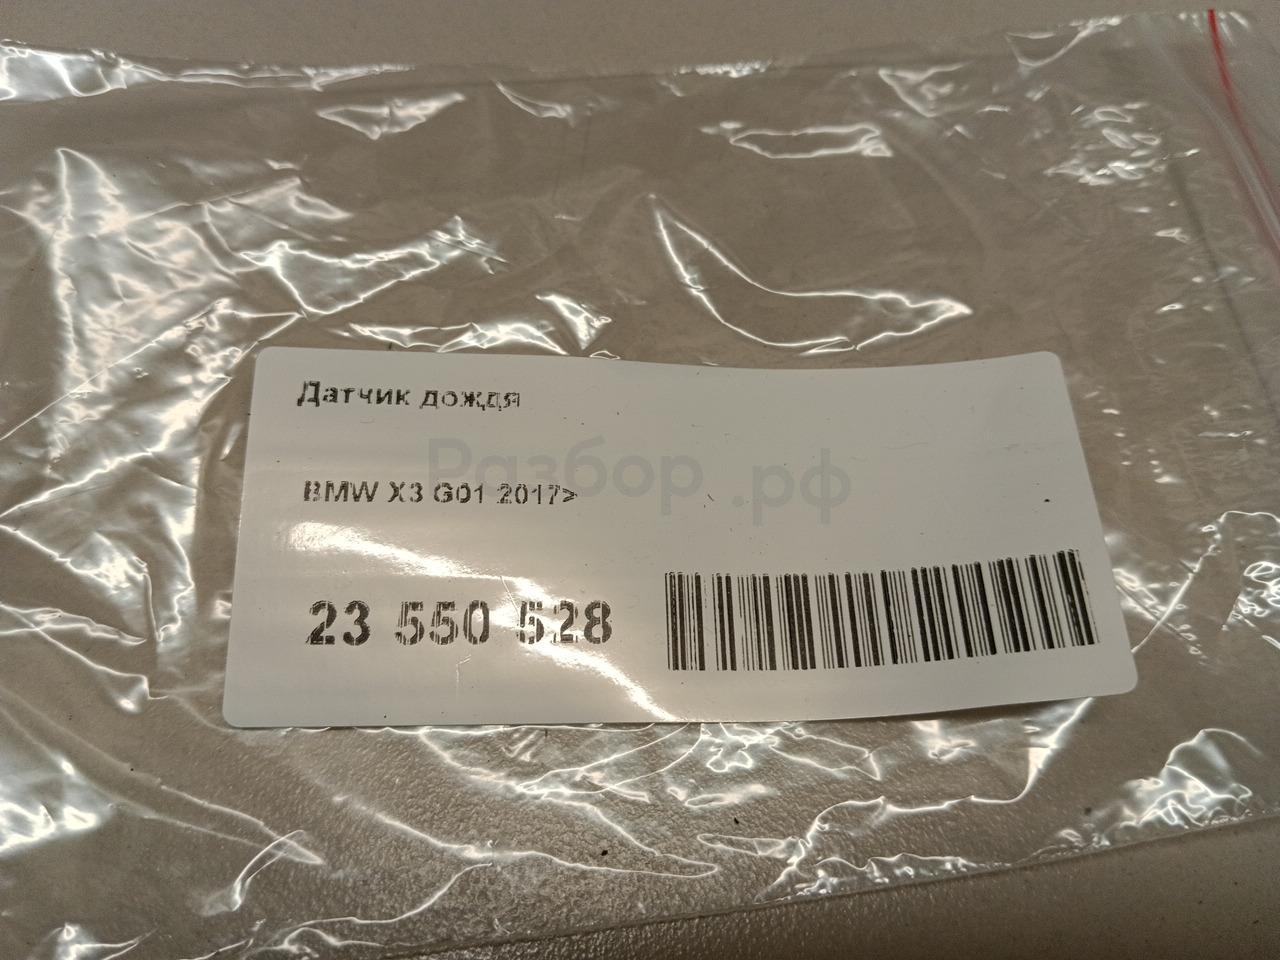 Датчик дождя
Разбор.рф
BMW X3 G01 2017>
23 550 528